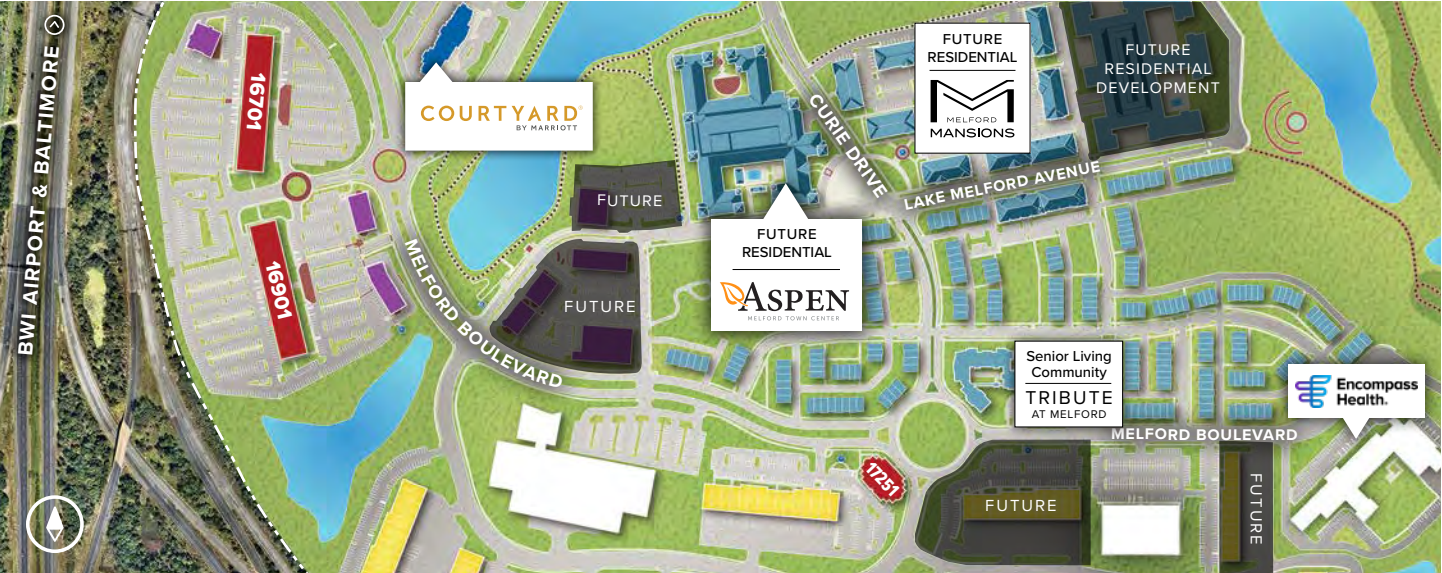 BWI AIRPORT & BALTIMORE
16701
16901
COURTYARD®
BY MARRIOTT
MELFORD BOULEVARD
FUTURE
FUTURE
FUTURE
RESIDENTIAL
ASPEN
MELFORD TOWN CENTER
CURIE DRIVE
FUTURE
RESIDENTIAL
M
MELFORD
MANSIONS
FUTURE
RESIDENTIAL
DEVELOPMENT
LAKE MELFORD AVENUE
Senior Living
Community
TRIBUTE
AT MELFORD
Encompass
Health.
MELFORD BOULEVARD
17251
FUTURE
FUTURE